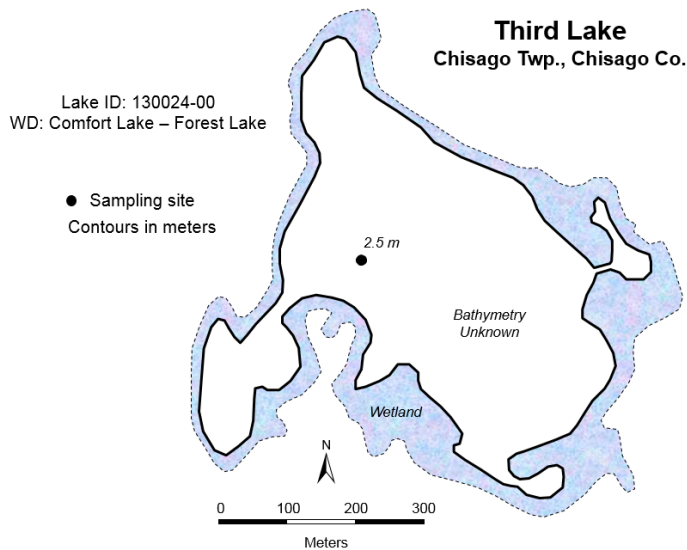 Third Lake
Chisago Twp., Chisago Co.
Lake ID: 130024-00
WD: Comfort Lake – Forest Lake
Sampling site
Contours in meters
2.5 m
Bathymetry
Unknown
Wetland
N
0 100 200 300
Meters